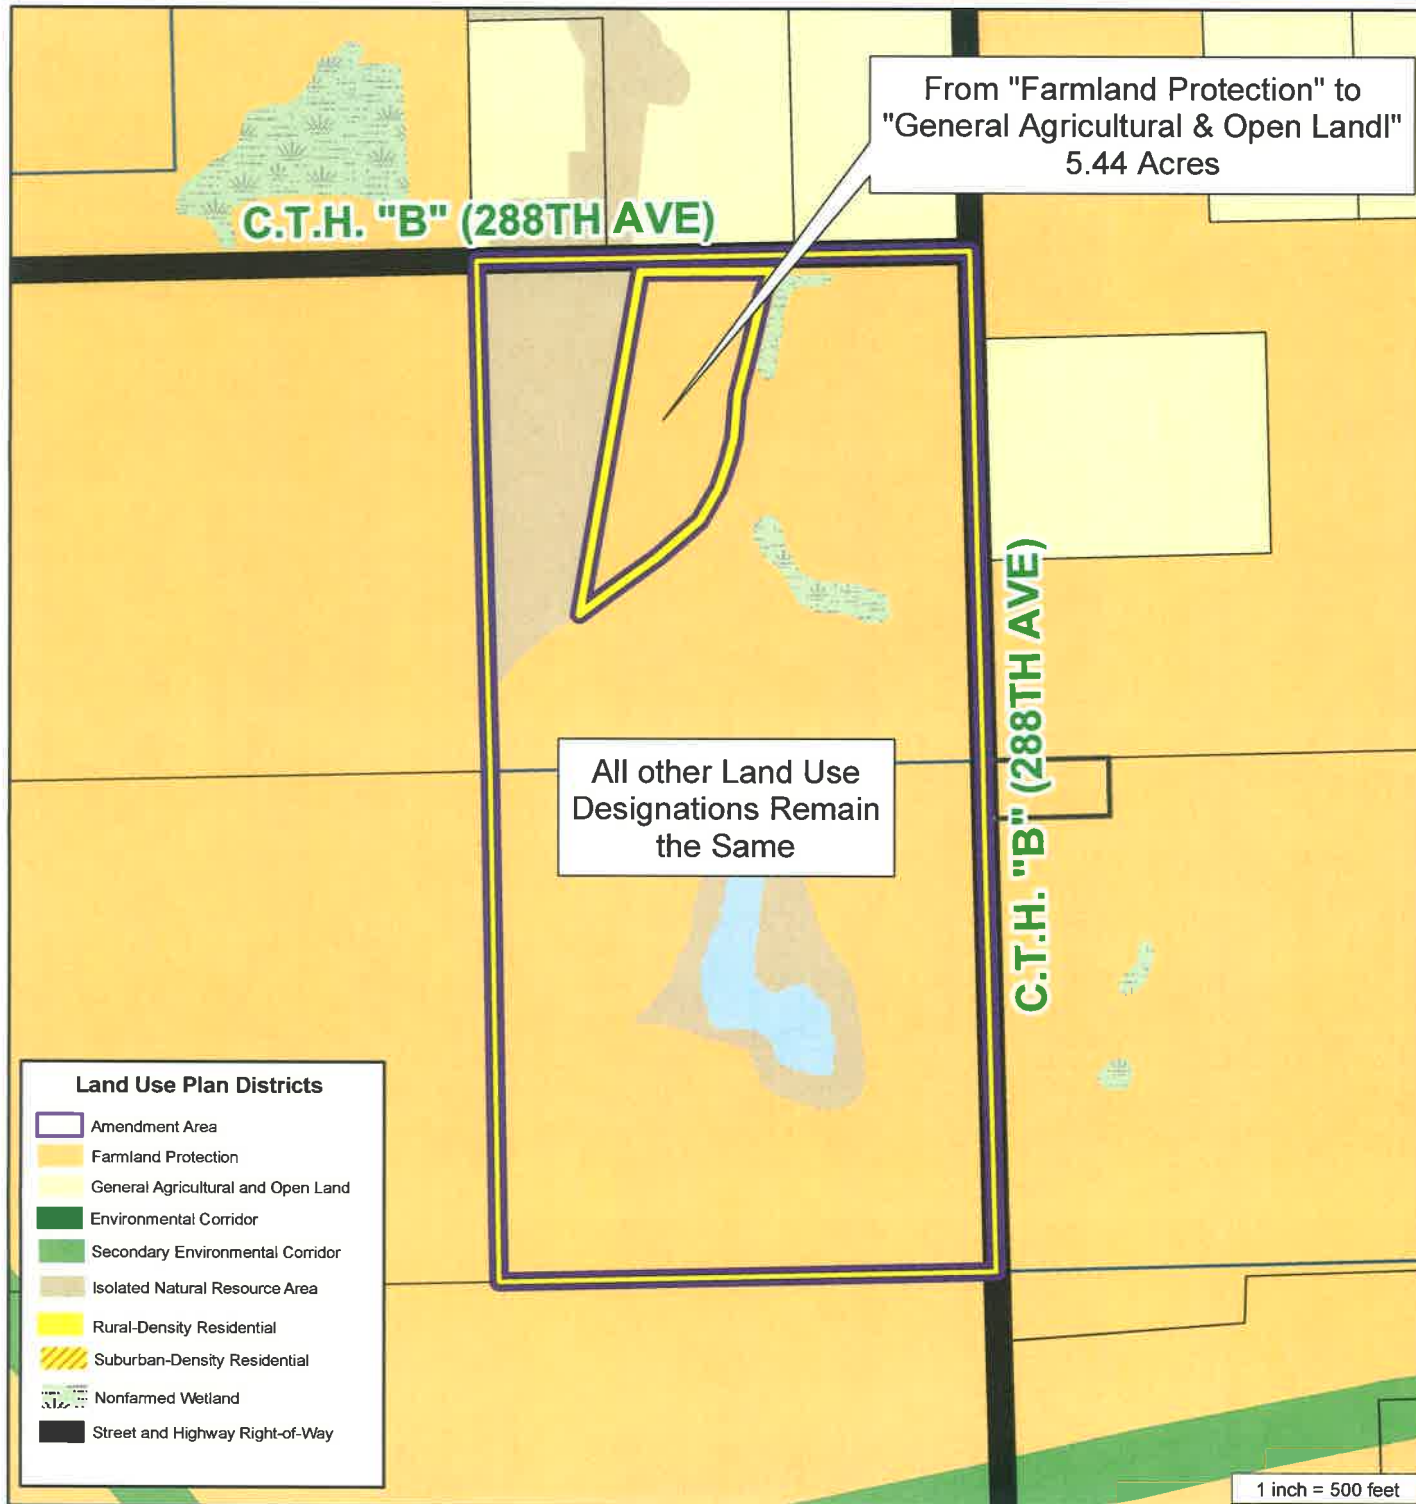 From "Farmland Protection" to
"General Agricultural & Open Landl"
5.44 Acres
C.T.H. "B" (288TH AVE)
C.T.H. "B" (288TH AVE)
All other Land Use
Designations Remain
the Same
Land Use Plan Districts
Amendment Area
Farmland Protection
General Agricultural and Open Land
Environmental Corridor
Secondary Environmental Corridor
Isolated Natural Resource Area
Rural-Density Residential
Suburban-Density Residential
Nonfarmed Wetland
Street and Highway Right-of-Way
1 inch = 500 feet